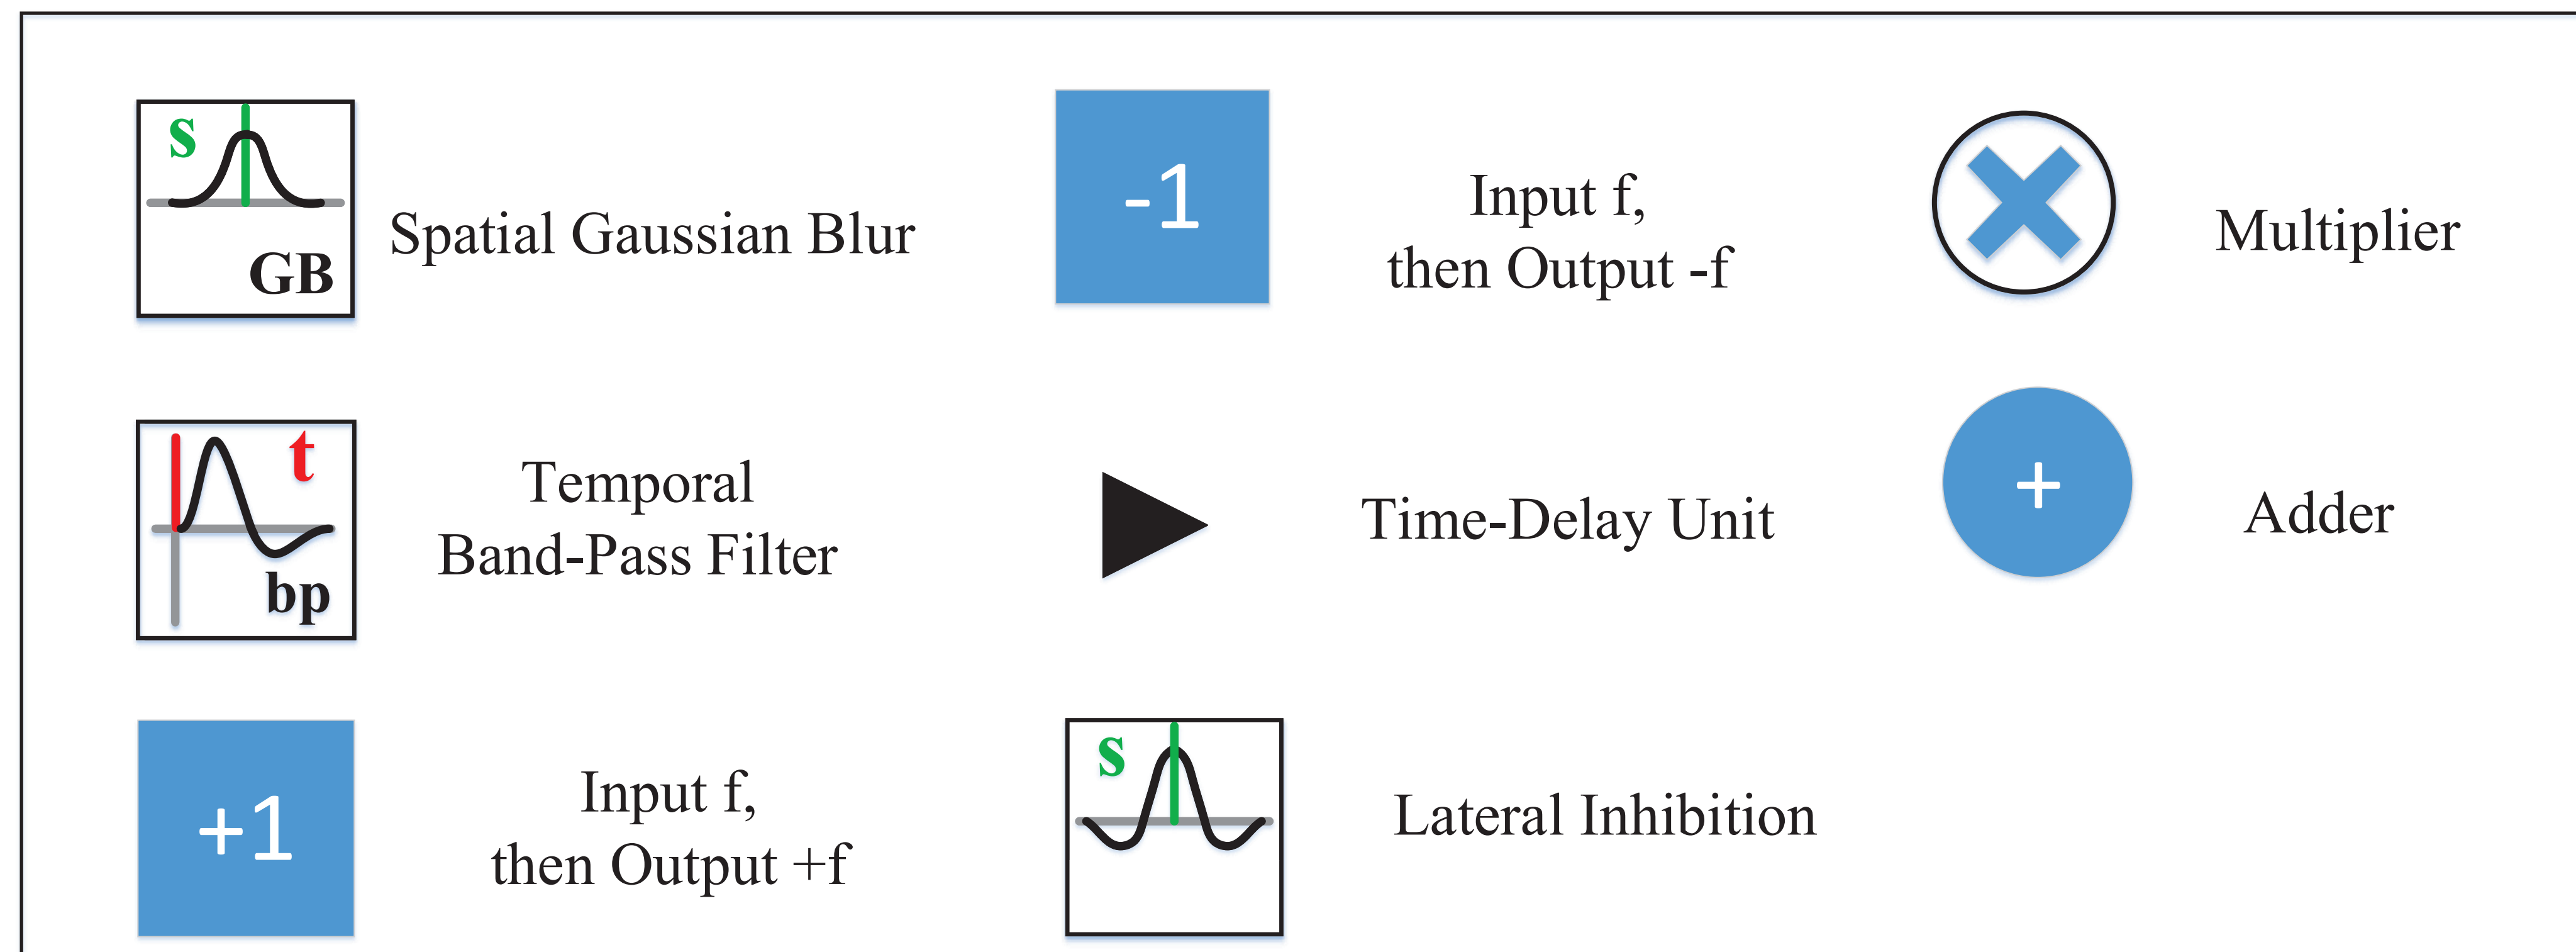 s
GB
Spatial Gaussian Blur
-1
Input f,
then Output -f
Multiplier
t
bp
Temporal
Band-Pass Filter
Time-Delay Unit
+
Adder
+1
Input f,
then Output +f
s
Lateral Inhibition